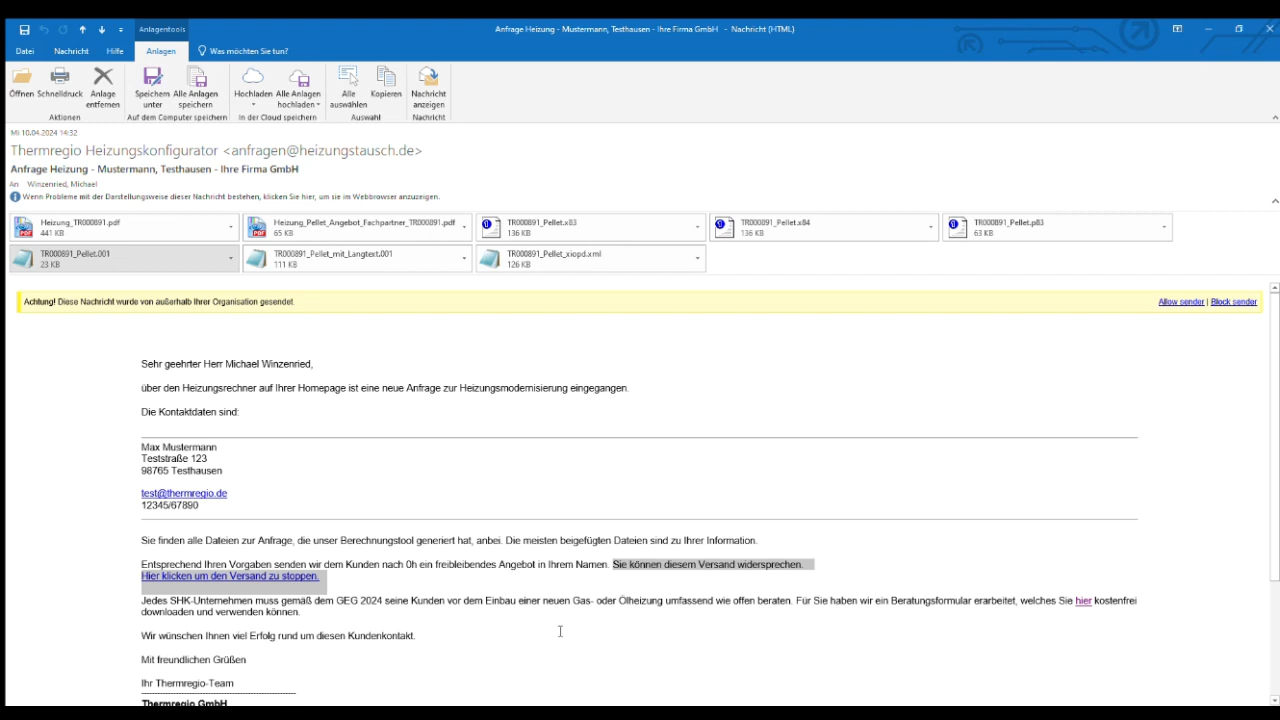 Anlagentools
Anfrage Heizung - Mustermann, Testhausen - Ihre Firma GmbH - Nachricht (HTML)
Datei Nachricht Hilfe Anlagen Was möchten Sie tun?
Öffnen Schnelldruck Anlage entfernen Speichern unter Alle Anlagen speichern Hochladen Alle Anlagen hochladen Alle auswählen Kopieren Nachricht anzeigen
Aktionen Auf dem Computer speichern In der Cloud speichern Auswahl Nachricht
Mi 10.04.2024 14:32
Thermregio Heizungskonfigurator <anfragen@heizungstausch.de>
Anfrage Heizung - Mustermann, Testhausen - Ihre Firma GmbH
An Winzenried, Michael
Wenn Probleme mit der Darstellungsweise dieser Nachricht bestehen, klicken Sie hier, um sie im Webbrowser anzuzeigen.
Heizung_TR000891.pdf Heizung_Pellet_Angebot_Fachpartner_TR000891.pdf TR000891_Pellet.x83 TR000891_Pellet.x84 TR000891_Pellet.p83
441 KB 65 KB 136 KB 136 KB 63 KB
TR000891_Pellet.001 TR000891_Pellet_mit_Langtext.001 TR000891_Pellet_xiopd.xml
23 KB 111 KB 126 KB
Achtung! Diese Nachricht wurde von außerhalb Ihrer Organisation gesendet. Allow sender | Block sender
Sehr geehrter Herr Michael Winzenried,
über den Heizungsrechner auf Ihrer Homepage ist eine neue Anfrage zur Heizungsmodernisierung eingegangen.
Die Kontaktdaten sind:
Max Mustermann
Teststraße 123
98765 Testhausen
test@thermregio.de
12345/67890
Sie finden alle Dateien zur Anfrage, die unser Berechnungstool generiert hat, anbei. Die meisten beigefügten Dateien sind zu Ihrer Information.
Entsprechend Ihren Vorgaben senden wir dem Kunden nach 0h ein freibleibendes Angebot in Ihrem Namen. Sie können diesem Versand widersprechen.
Hier klicken um den Versand zu stoppen.
Jedes SHK-Unternehmen muss gemäß dem GEG 2024 seine Kunden vor dem Einbau einer neuen Gas- oder Ölheizung umfassend wie offen beraten. Für Sie haben wir ein Beratungsformular erarbeitet, welches Sie hier kostenfrei
downloaden und verwenden können.
Wir wünschen Ihnen viel Erfolg rund um diesen Kundenkontakt.
Mit freundlichen Grüßen
Ihr Thermregio-Team
Thermregio GmbH